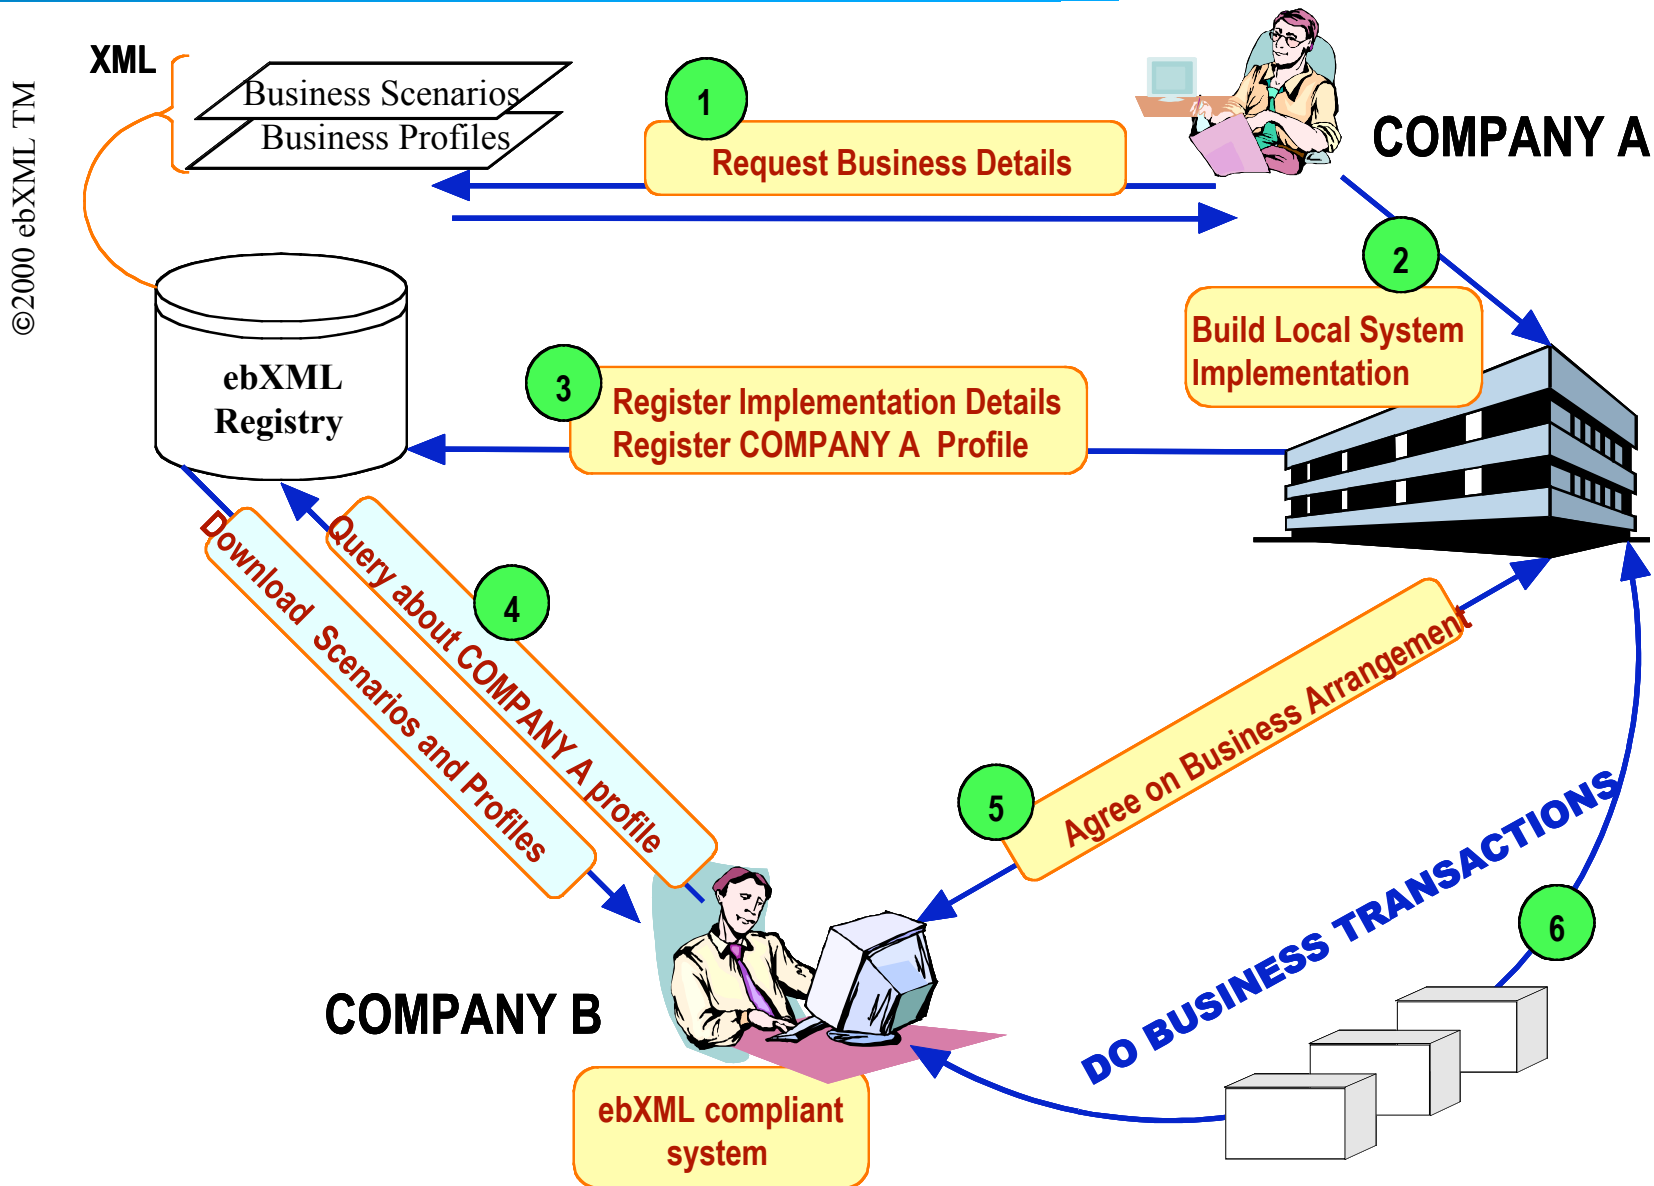 ©2000 ebXML TM
XML
Business Scenarios
Business Profiles
1
Request Business Details
COMPANY A
2
Build Local System
Implementation
ebXML
Registry
3
Register Implementation Details
Register COMPANY A Profile
4
Query about COMPANY A profile
Download Scenarios and Profiles
5
Agree on Business Arrangement
6
DO BUSINESS TRANSACTIONS
COMPANY B
ebXML compliant
system